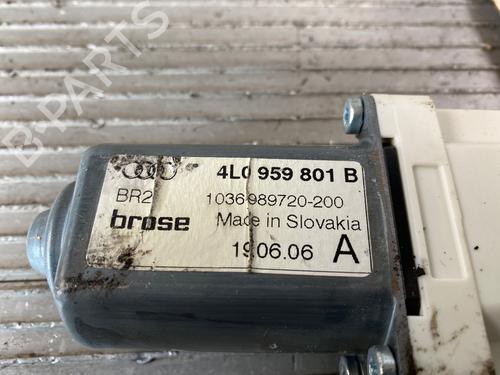 4L0 959 801 B
BR2 1036989720-200
brose Made in Slovakia
19.06.06 A
B-PARTS